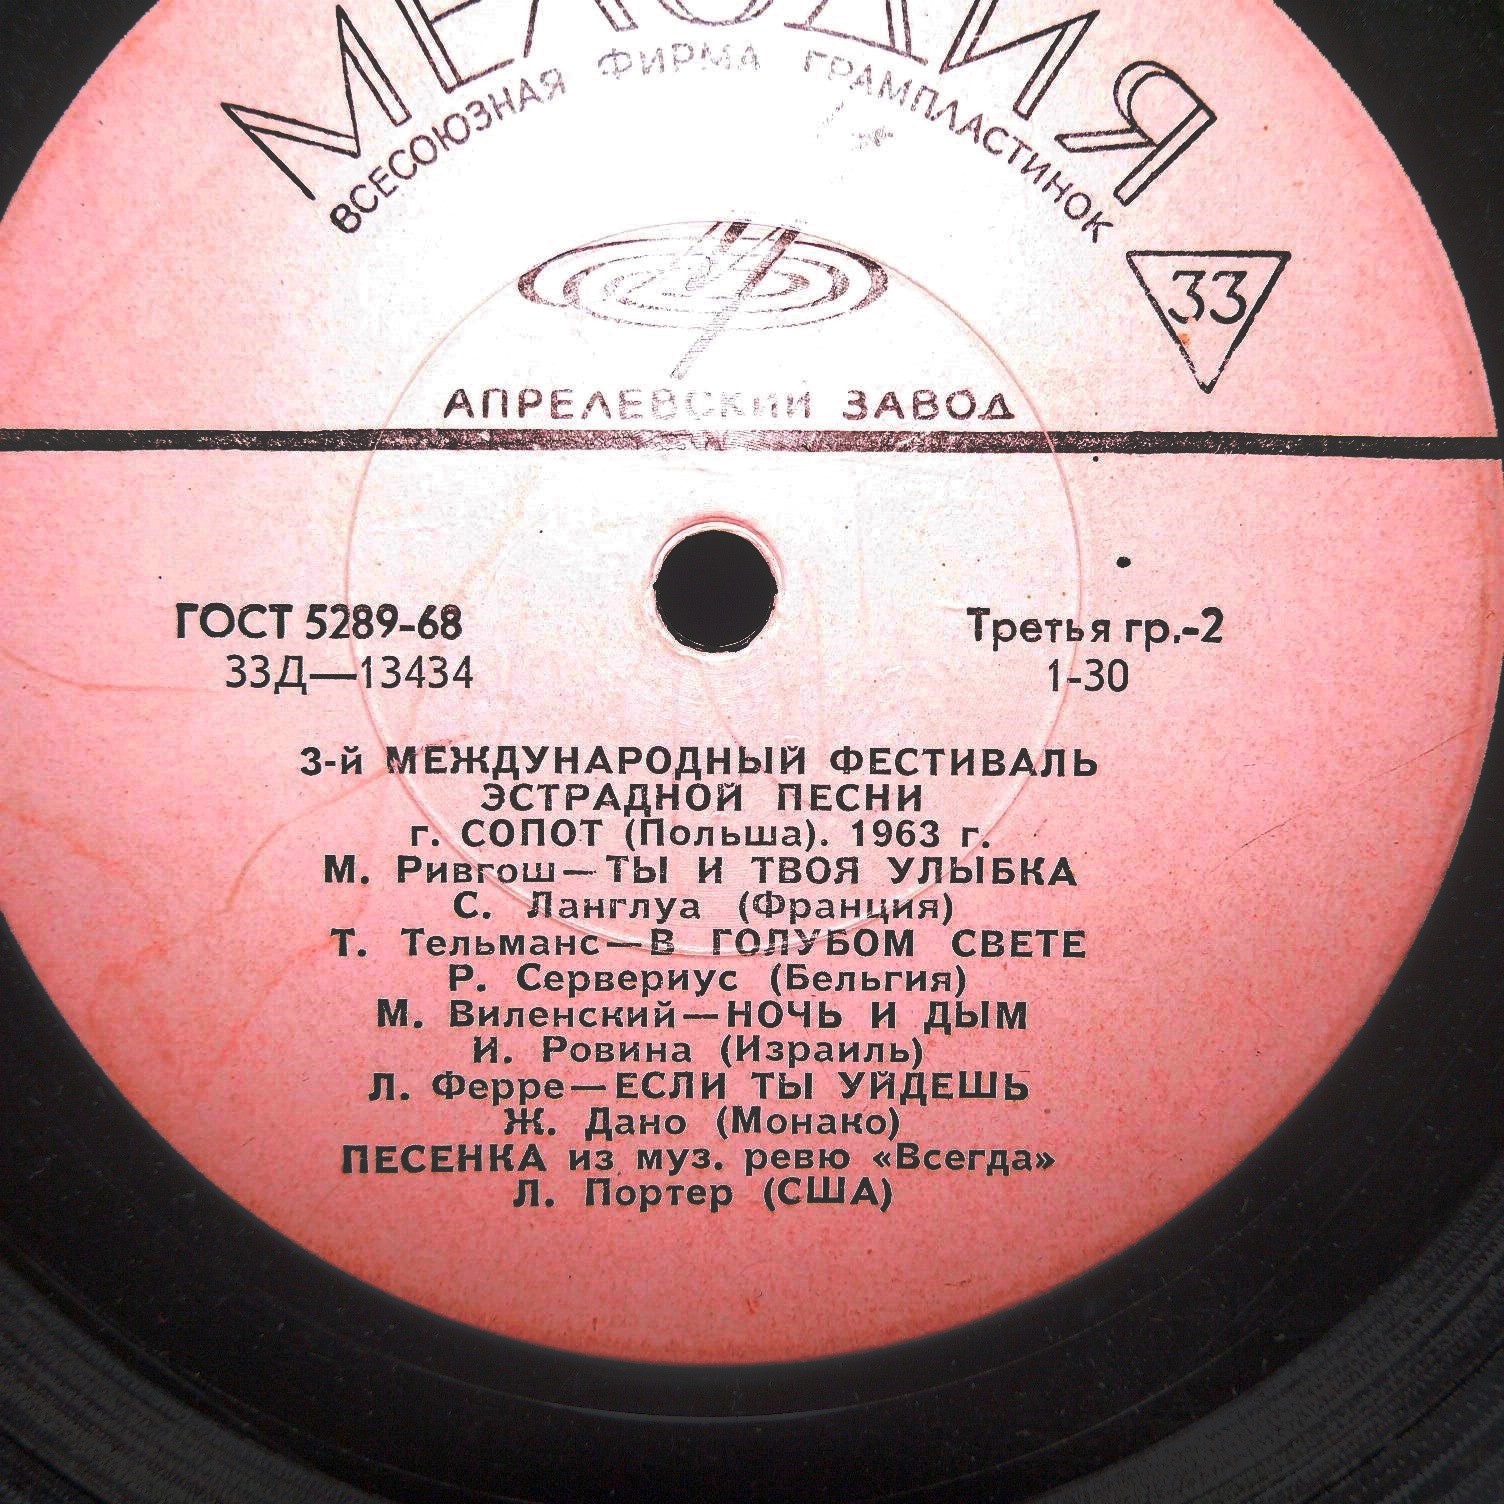 МЕЛОДИЯ
ВСЕСОЮЗНАЯ ФИРМА ГРАМПЛАСТИНОК
33
АПРЕЛЕВСКИЙ ЗАВОД
ГОСТ 5289-68
Третья гр.-2
33Д—13434
1-30
3-й МЕЖДУНАРОДНЫЙ ФЕСТИВАЛЬ
ЭСТРАДНОЙ ПЕСНИ
г. СОПОТ (Польша). 1963 г.
М. Ривгош—ТЫ И ТВОЯ УЛЫБКА
С. Ланглуа (Франция)
Т. Тельманс—В ГОЛУБОМ СВЕТЕ
Р. Сервериус (Бельгия)
М. Виленский—НОЧЬ И ДЫМ
И. Ровина (Израиль)
Л. Ферре—ЕСЛИ ТЫ УЙДЕШЬ
Ж. Дано (Монако)
ПЕСЕНКА из муз. ревю «Всегда»
Л. Портер (США)